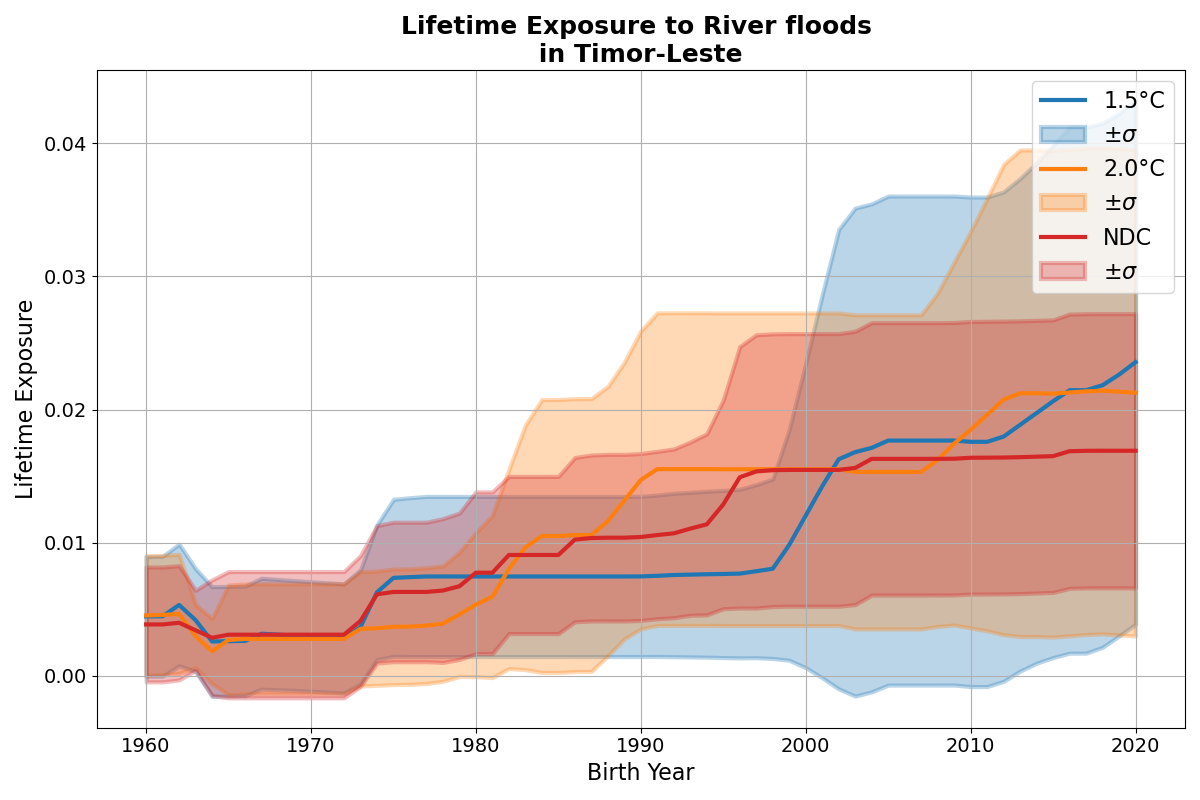 Lifetime Exposure to River floods
in Timor-Leste
Lifetime Exposure
0.04
0.03
0.02
0.01
0.00
1960 1970 1980 1990 2000 2010 2020
Birth Year
1.5°C
±σ
2.0°C
±σ
NDC
±σ